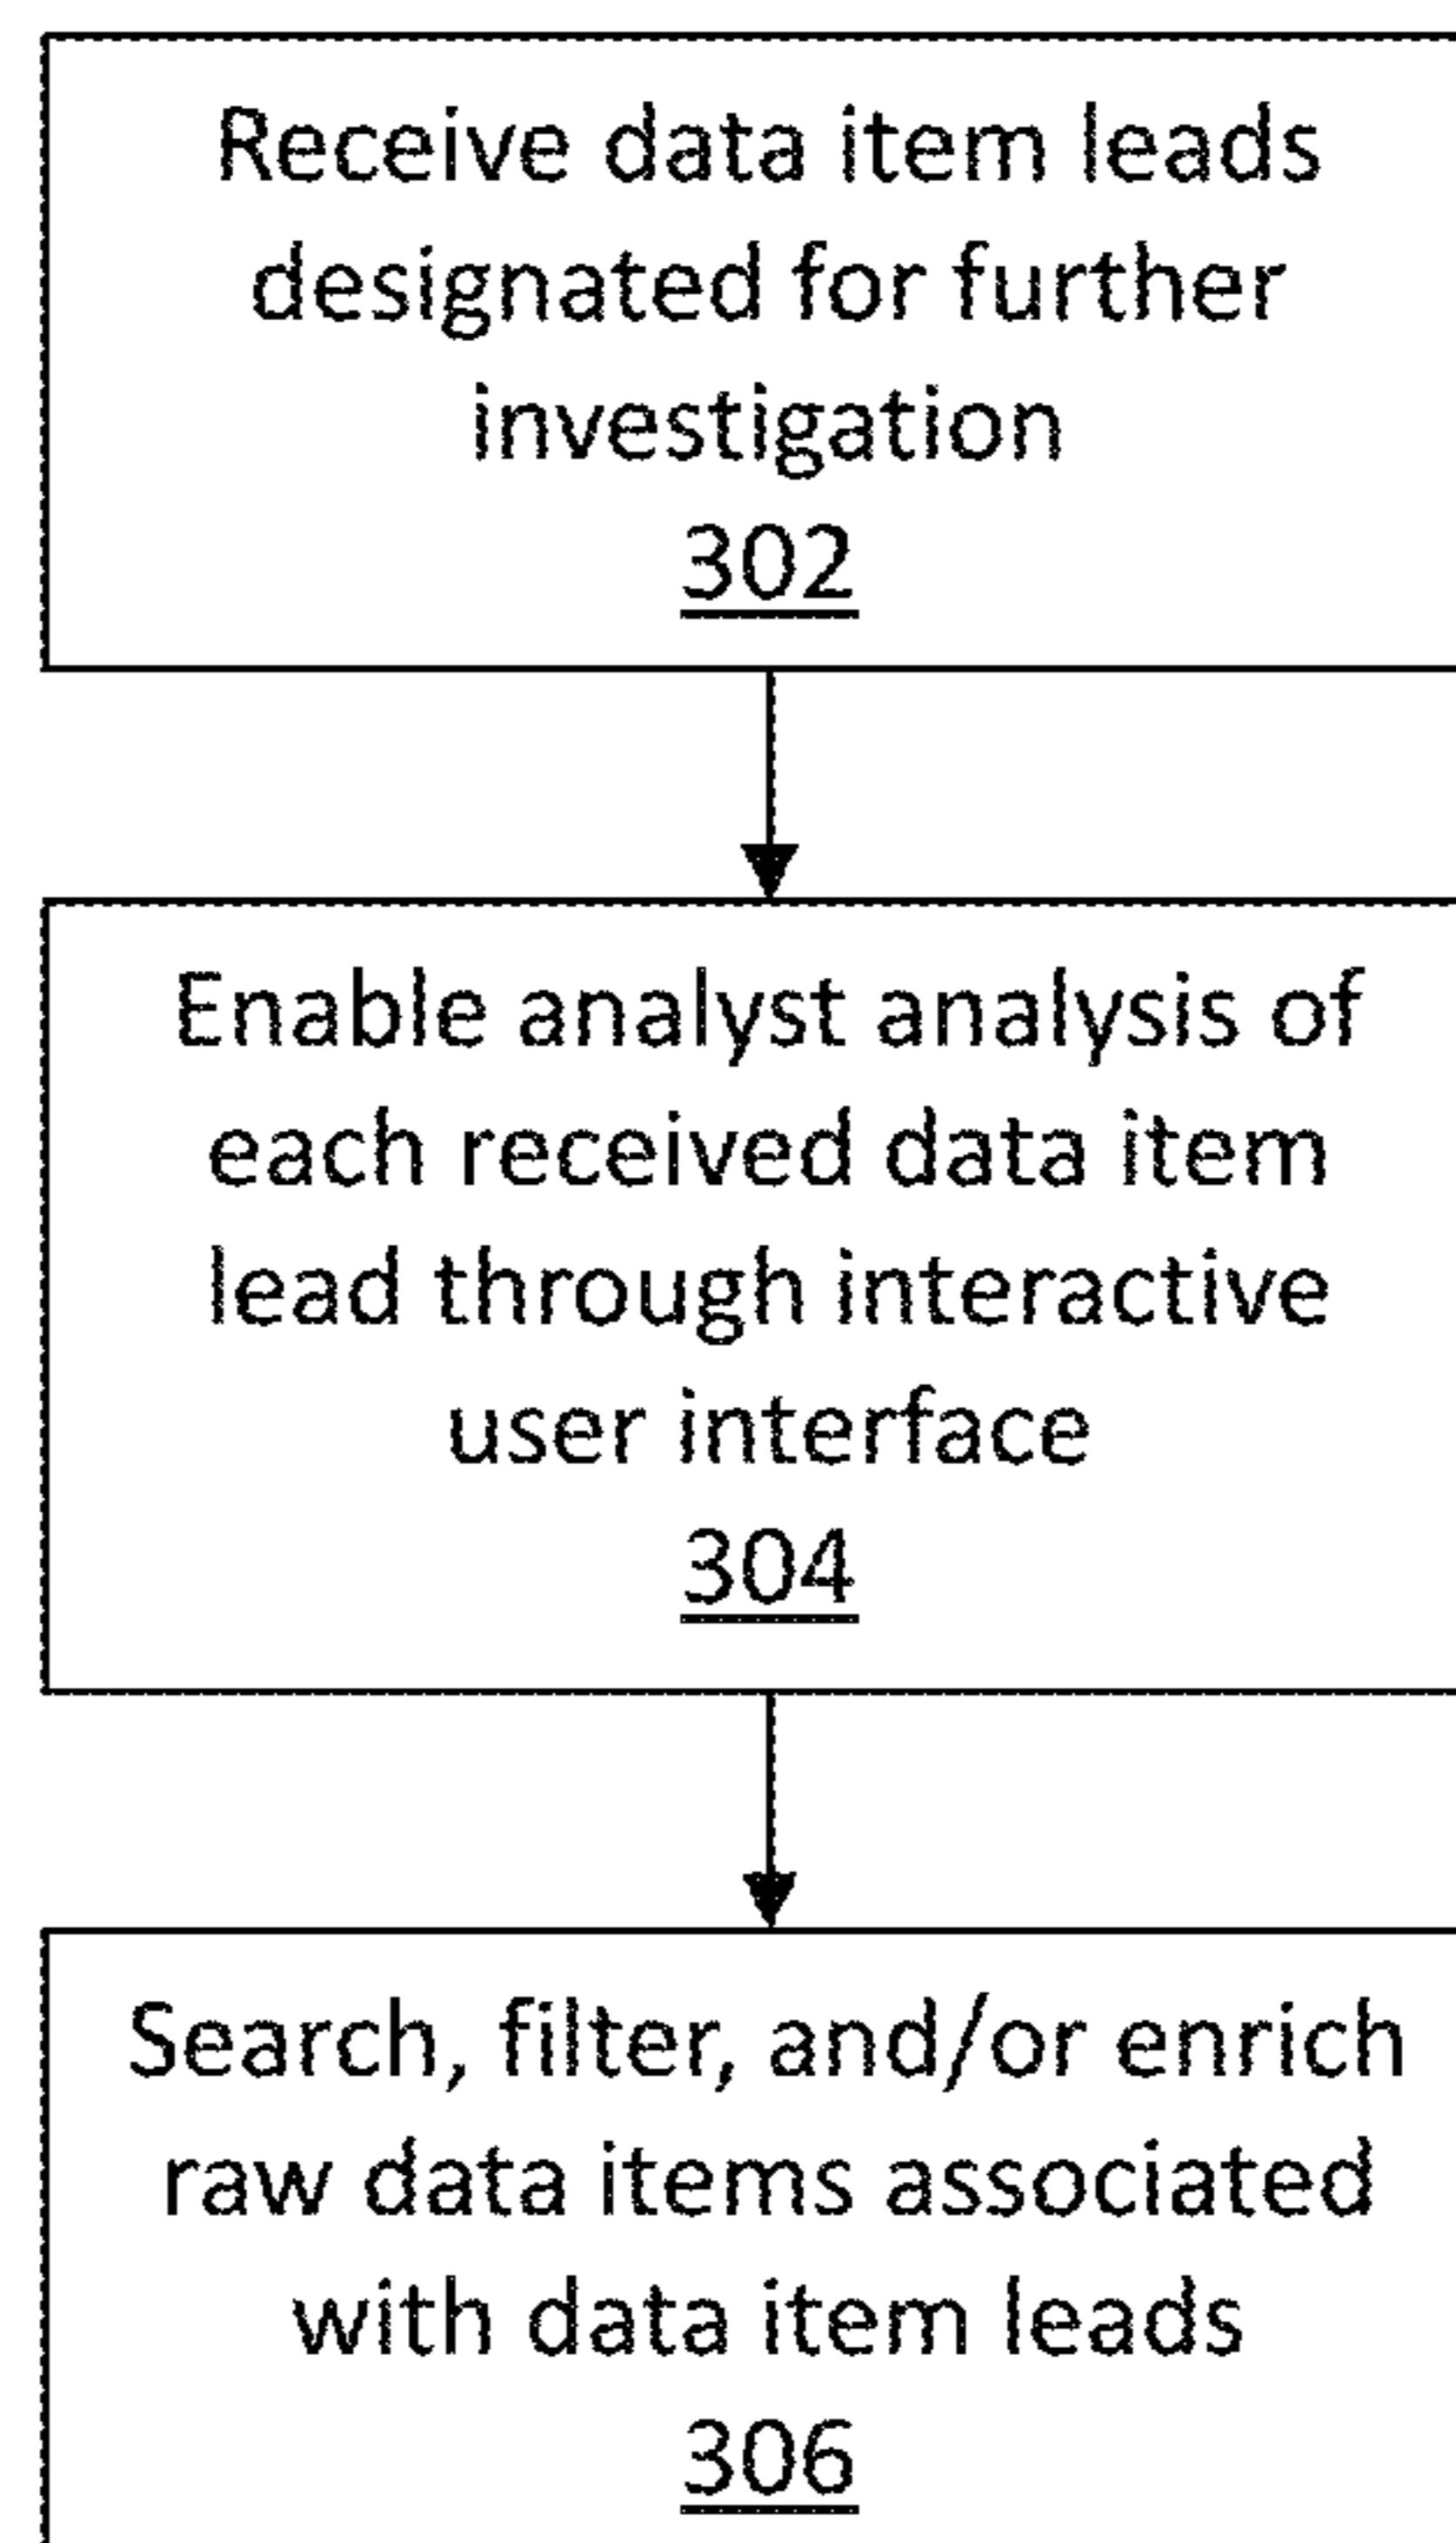 Receive data item leads
designated for further
investigation
302
Enable analyst analysis of
each received data item
lead through interactive
user interface
304
Search, filter, and/or enrich
raw data items associated
with data item leads
306